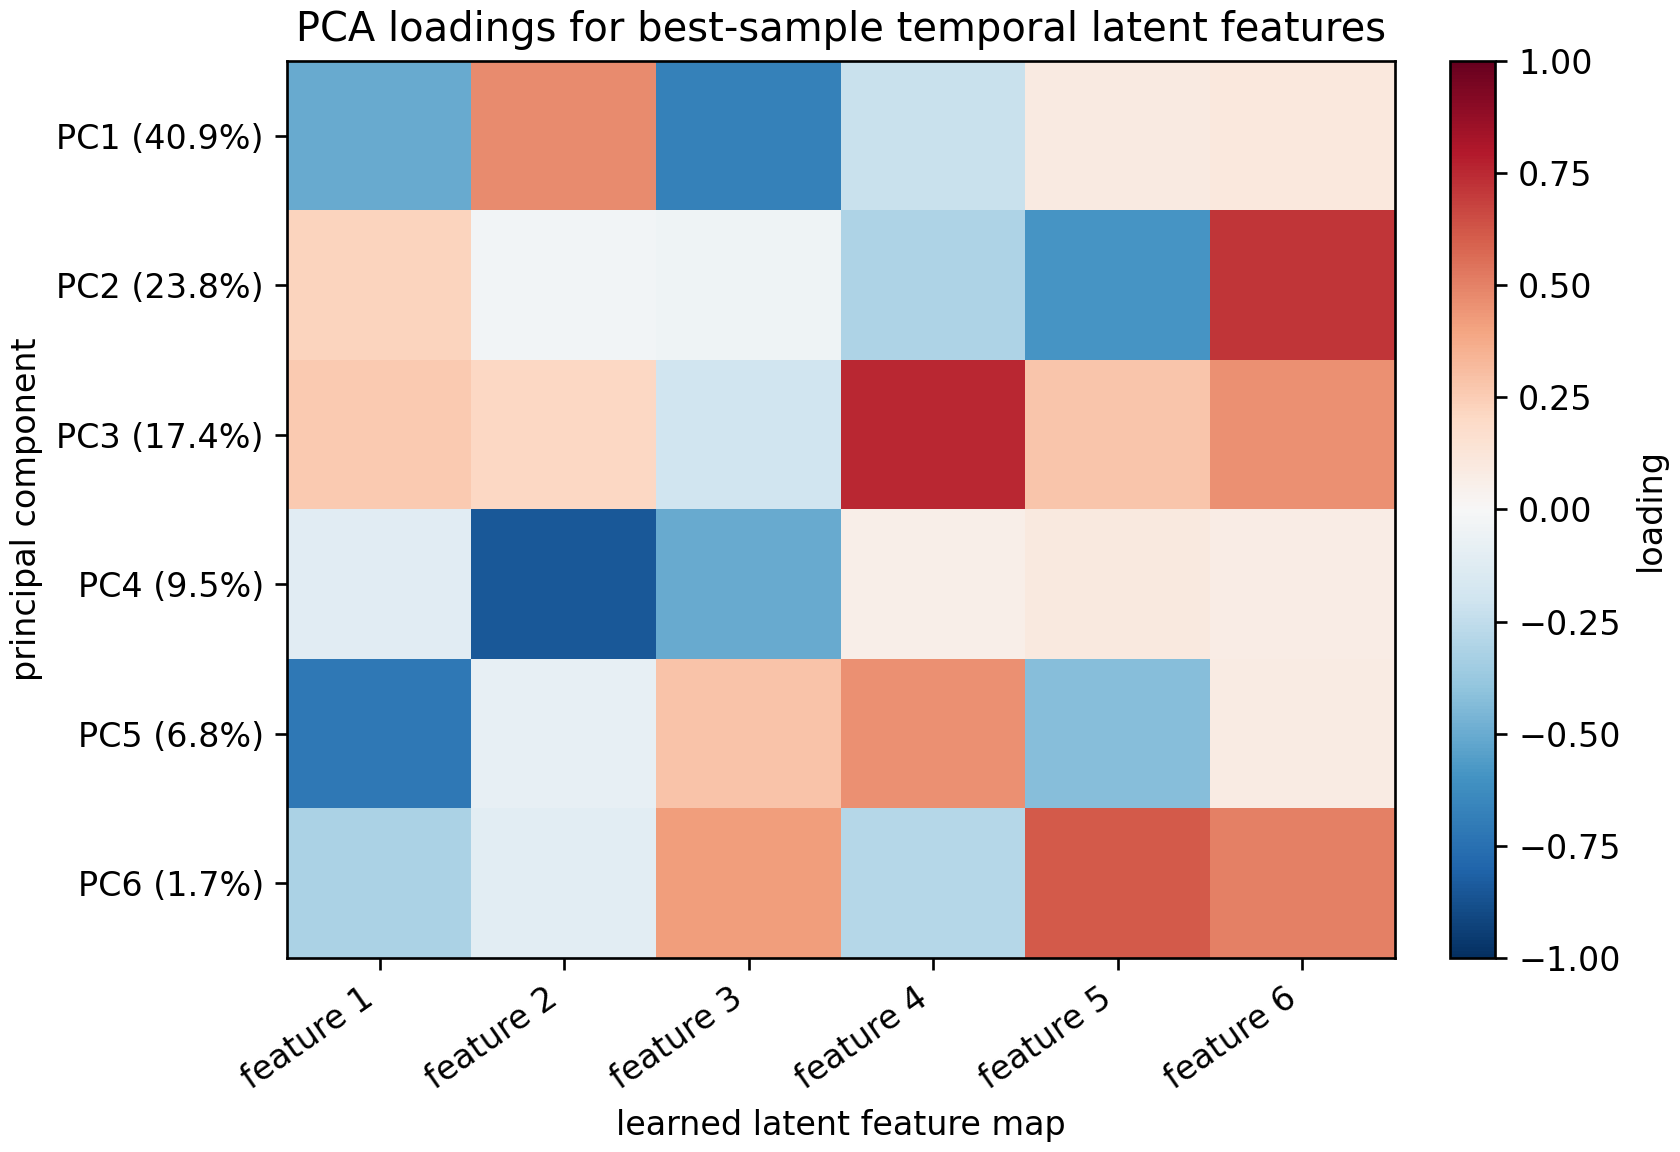 PCA loadings for best-sample temporal latent features
principal component
PC1 (40.9%)
PC2 (23.8%)
PC3 (17.4%)
PC4 (9.5%)
PC5 (6.8%)
PC6 (1.7%)
feature 1
feature 2
feature 3
feature 4
feature 5
feature 6
learned latent feature map
1.00
0.75
0.50
0.25
0.00
−0.25
−0.50
−0.75
−1.00
loading